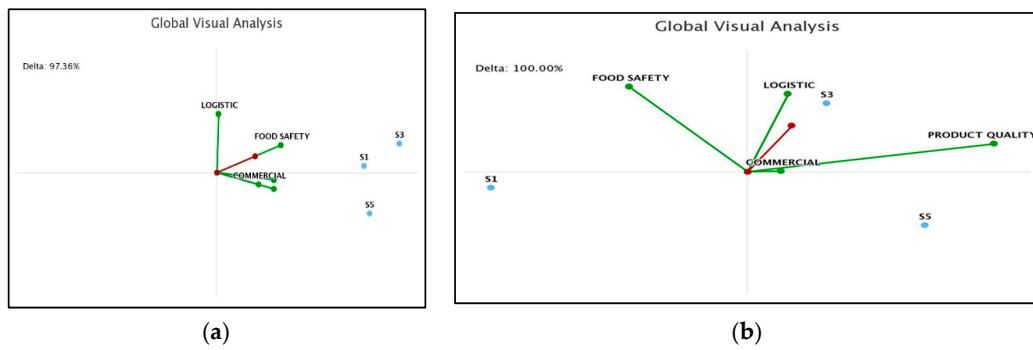 Global Visual Analysis
Delta: 97.36%
LOGISTIC
FOOD SAFETY
S3
S1
COMMERCIAL
S5
(a)
Global Visual Analysis
Delta: 100.00%
FOOD SAFETY
LOGISTIC
S3
PRODUCT QUALITY
COMMERCIAL
S1
S5
(b)